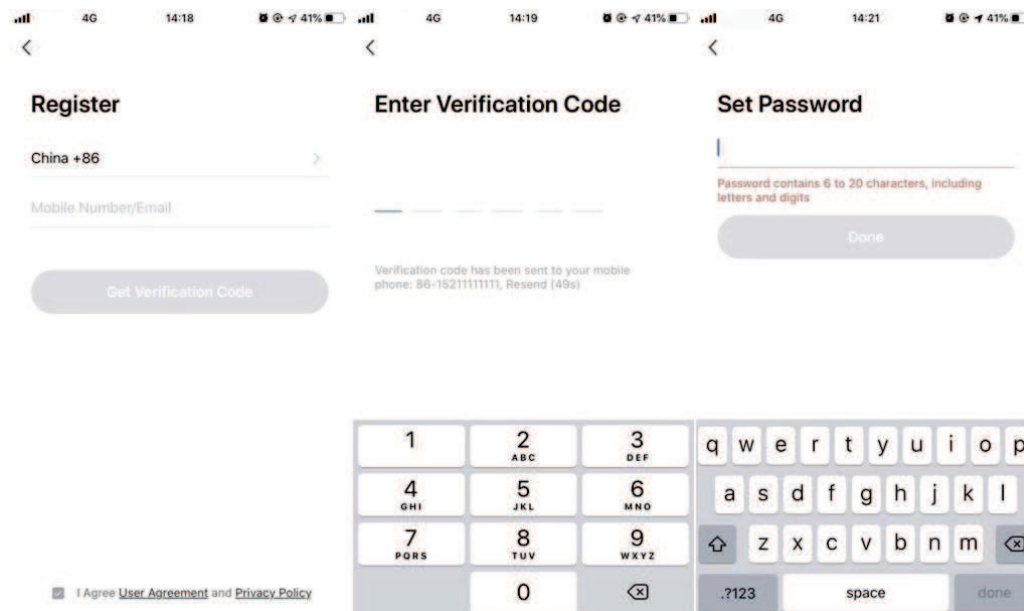 4G 14:18 41%
Register
China +86
Mobile Number/Email
Get Verification Code
I Agree User Agreement and Privacy Policy
4G 14:19 41%
Enter Verification Code
Verification code has been sent to your mobile
phone: 86-15211111111, Resend (49s)
1 2 3
ABC DEF
4 5 6
GHI JKL MNO
7 8 9
PQRS TUV WXYZ
0
4G 14:21 41%
Set Password
Password contains 6 to 20 characters, including
letters and digits
Done
q w e r t y u i o p
a s d f g h j k l
z x c v b n m
.?123 space done